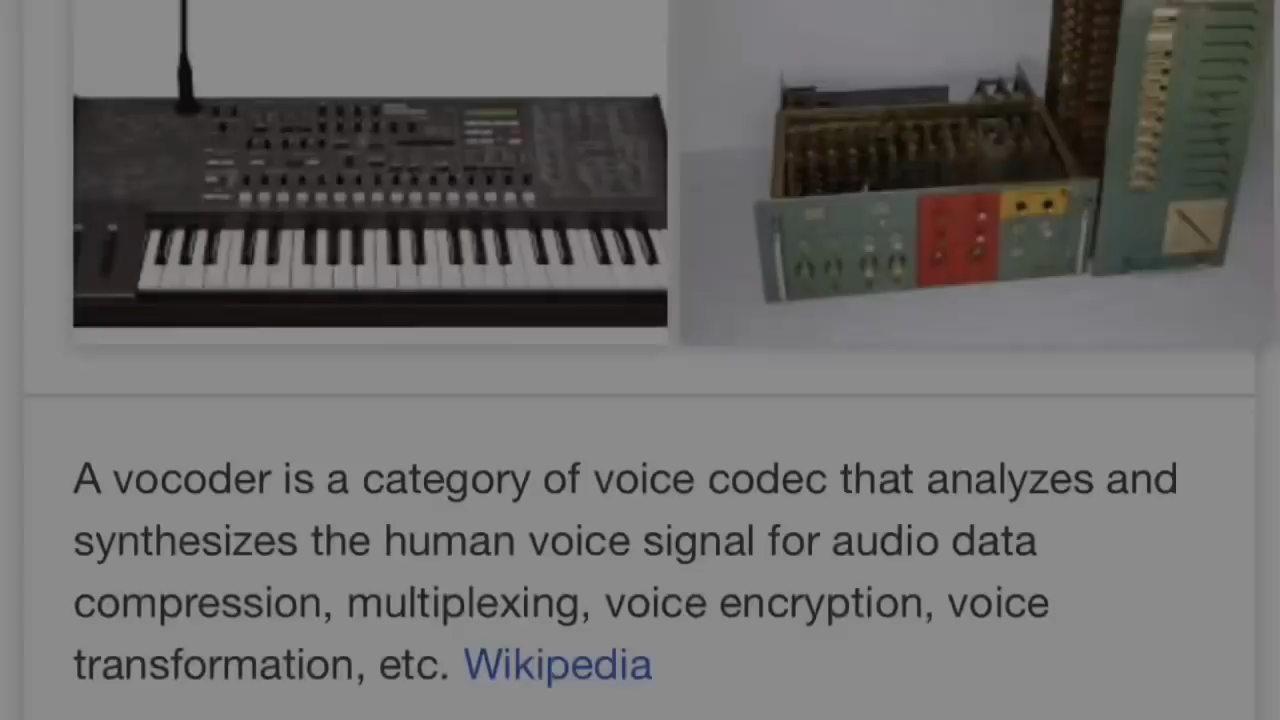 A vocoder is a category of voice codec that analyzes and
synthesizes the human voice signal for audio data
compression, multiplexing, voice encryption, voice
transformation, etc. Wikipedia